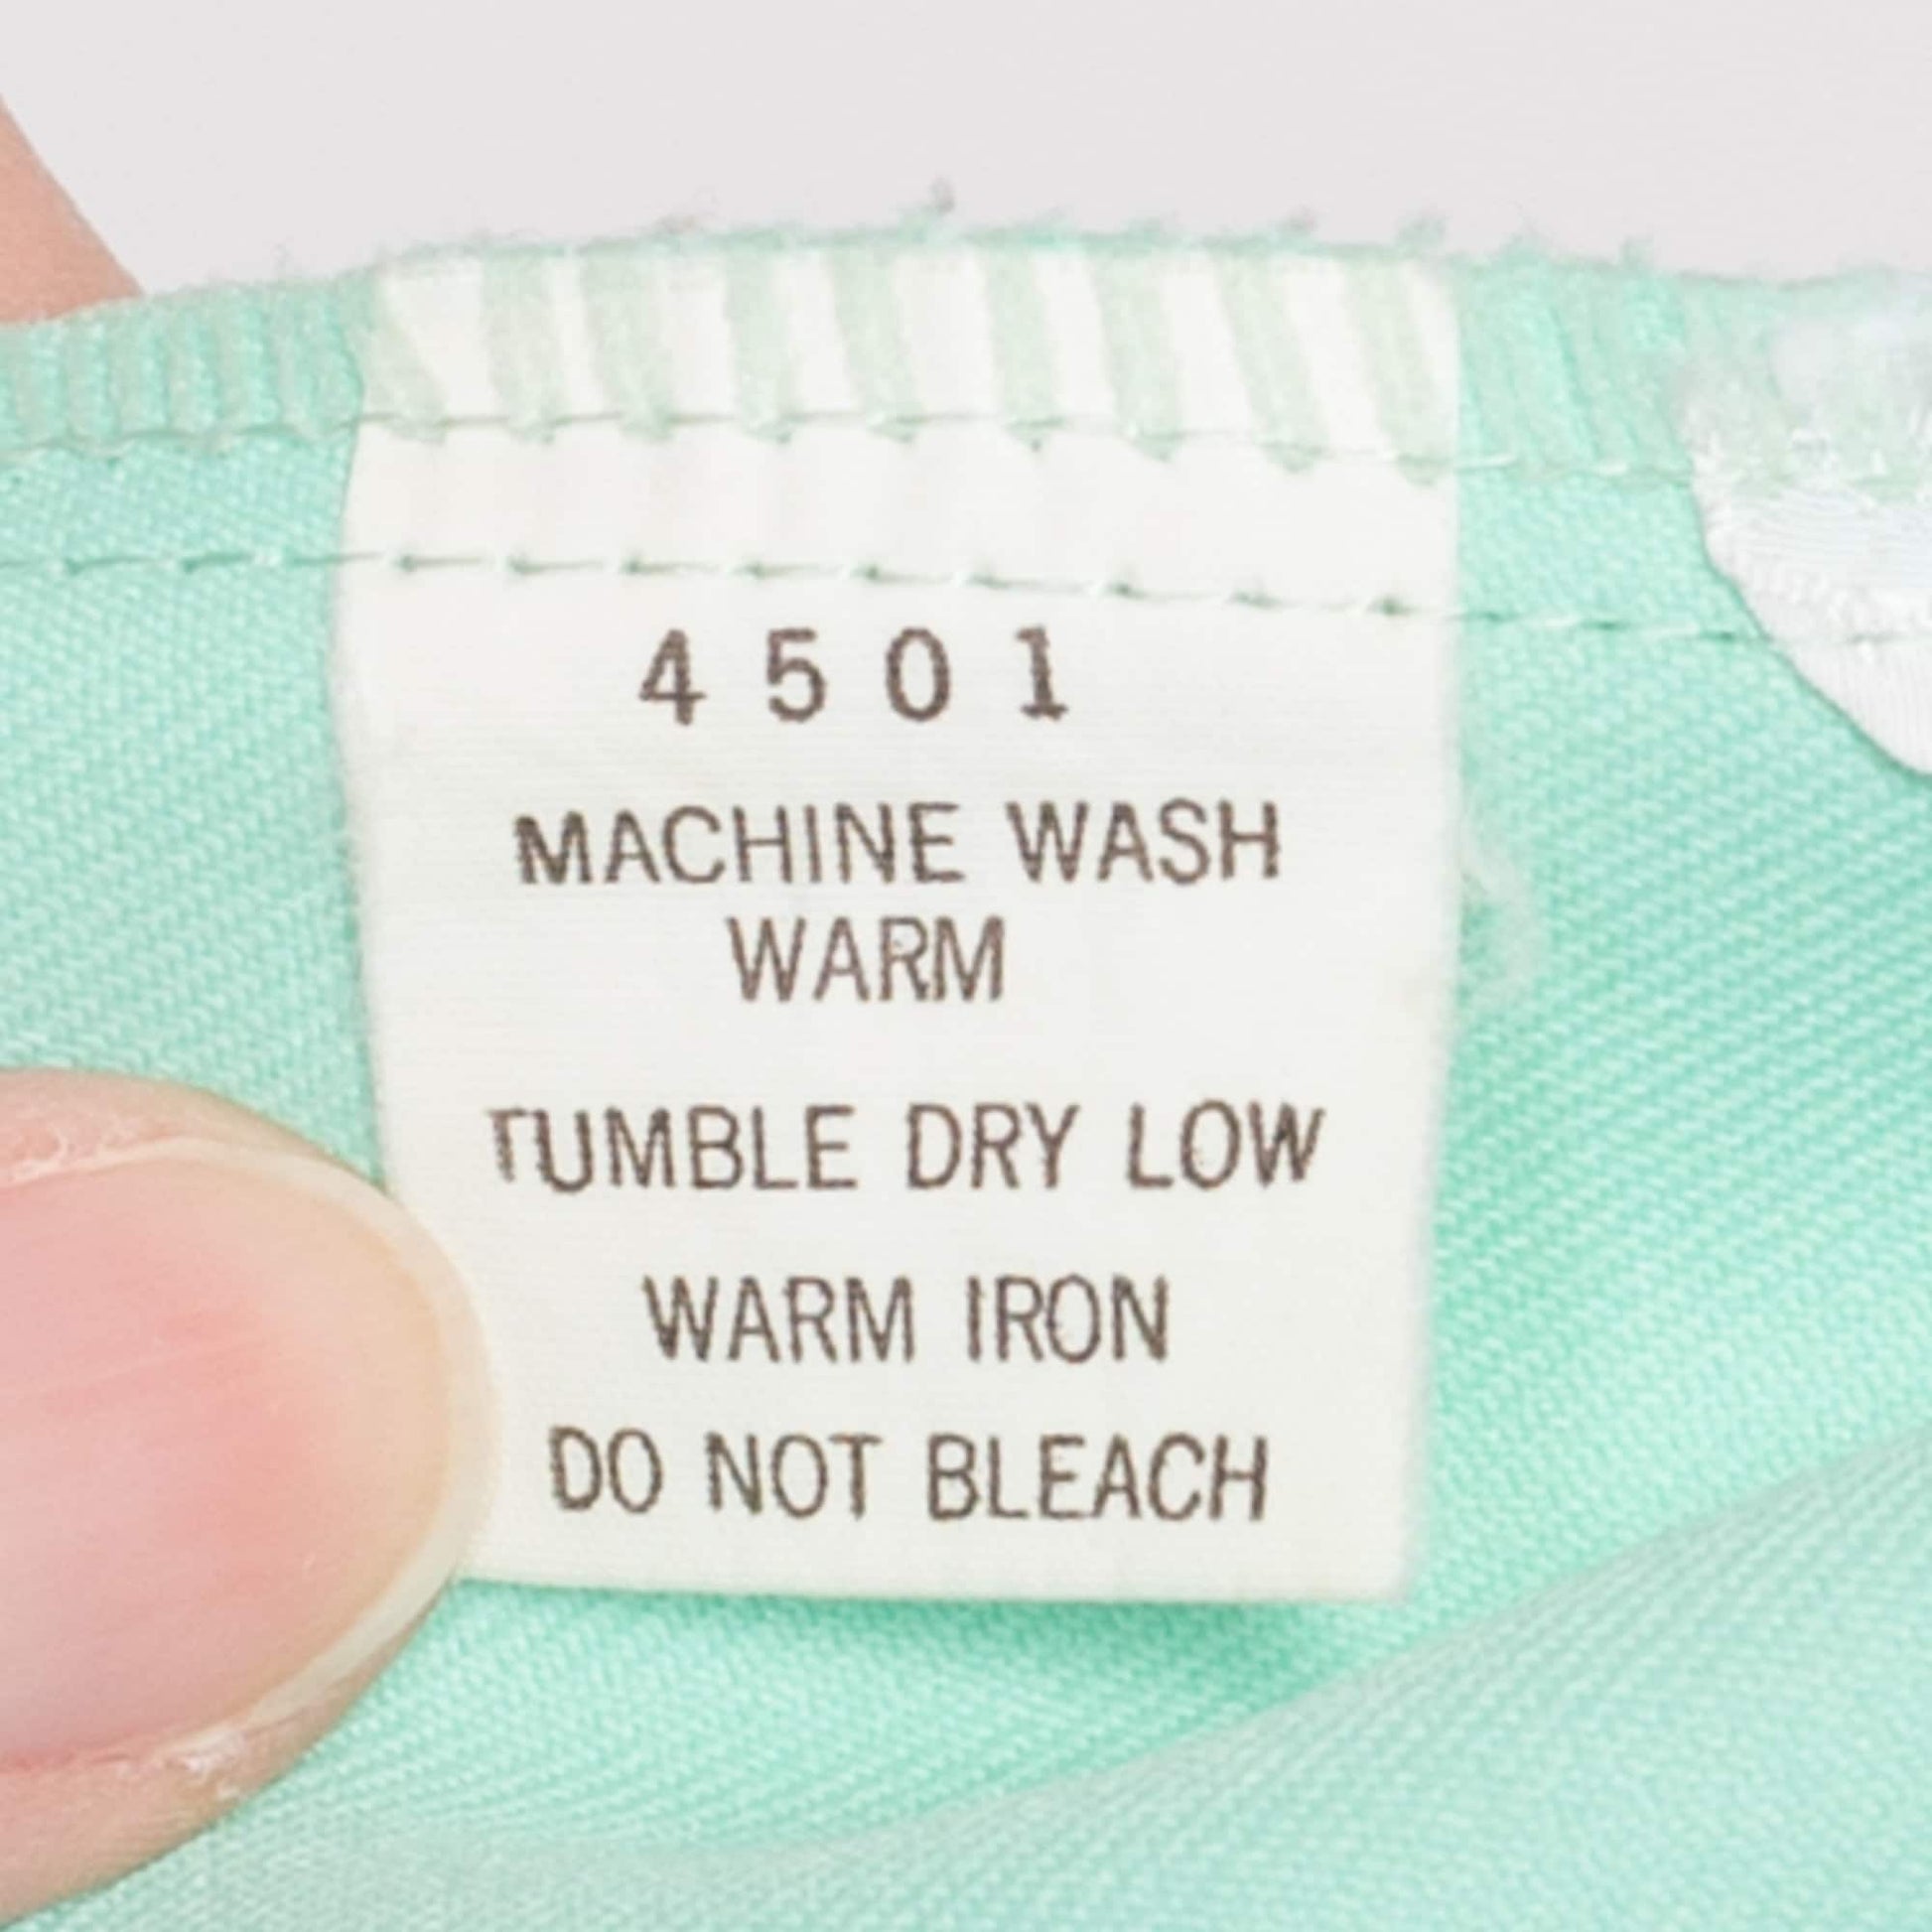 4501
MACHINE WASH
WARM
TUMBLE DRY LOW
WARM IRON
DO NOT BLEACH